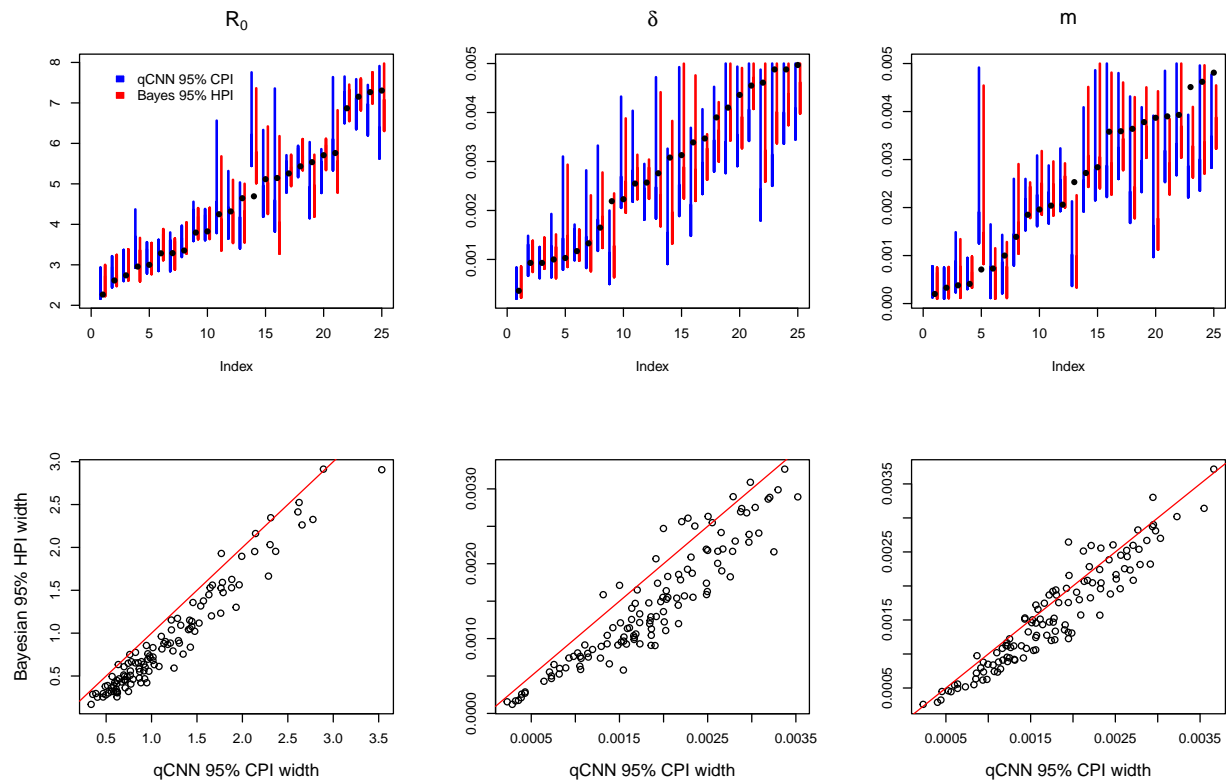 R0 δ m
8
7
6
5
4
3
2
qCNN 95% CPI
Bayes 95% HPI
0 5 10 15 20 25
Index
0.005
0.004
0.003
0.002
0.001
0 5 10 15 20 25
Index
0.005
0.004
0.003
0.002
0.001
0.000
0 5 10 15 20 25
Index
Bayesian 95% HPI width
3.0
2.5
2.0
1.5
1.0
0.5
0.5 1.0 1.5 2.0 2.5 3.0 3.5
qCNN 95% CPI width
0.0030
0.0020
0.0010
0.0000
0.0005 0.0015 0.0025 0.0035
qCNN 95% CPI width
0.0035
0.0025
0.0015
0.0005
0.0005 0.0015 0.0025 0.0035
qCNN 95% CPI width